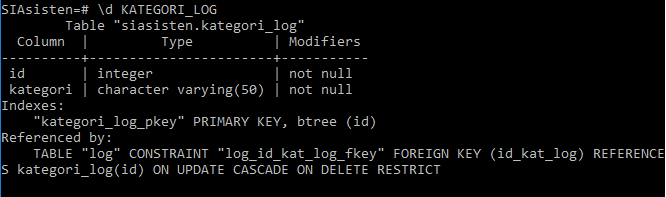 SIAsisten=# \d KATEGORI_LOG
Table "siasisten.kategori_log"
Column | Type | Modifiers
----------+-----------------------+-----------
id | integer | not null
kategori | character varying(50) | not null
Indexes:
"kategori_log_pkey" PRIMARY KEY, btree (id)
Referenced by:
TABLE "log" CONSTRAINT "log_id_kat_log_fkey" FOREIGN KEY (id_kat_log) REFERENCE
S kategori_log(id) ON UPDATE CASCADE ON DELETE RESTRICT